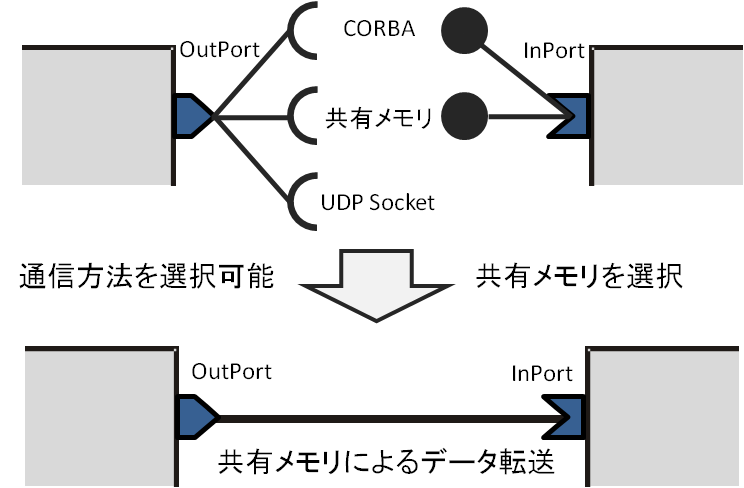 OutPort
CORBA
InPort
共有メモリ
UDP Socket
通信方法を選択可能
共有メモリを選択
OutPort
InPort
共有メモリによるデータ転送